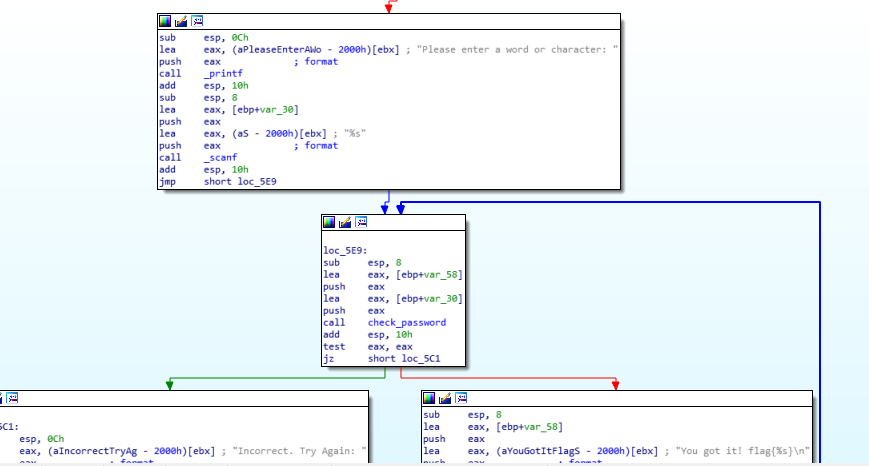 sub esp, 0Ch
lea eax, (aPleaseEnterAWo - 2000h)[ebx] ; "Please enter a word or character: "
push eax ; format
call _printf
add esp, 10h
sub esp, 8
lea eax, [ebp+var_30]
push eax
lea eax, (aS - 2000h)[ebx] ; "%s"
push eax ; format
call _scanf
add esp, 10h
jmp short loc_5E9
loc_5E9:
sub esp, 8
lea eax, [ebp+var_58]
push eax
lea eax, [ebp+var_30]
push eax
call check_password
add esp, 10h
test eax, eax
jz short loc_5C1
5C1:
esp, 0Ch
eax, (aIncorrectTryAg - 2000h)[ebx] ; "Incorrect. Try Again: "
eax ; format
sub esp, 8
lea eax, [ebp+var_58]
push eax
lea eax, (aYouGotItFlagS - 2000h)[ebx] ; "You got it! flag{%s}\n"
push eax ; format